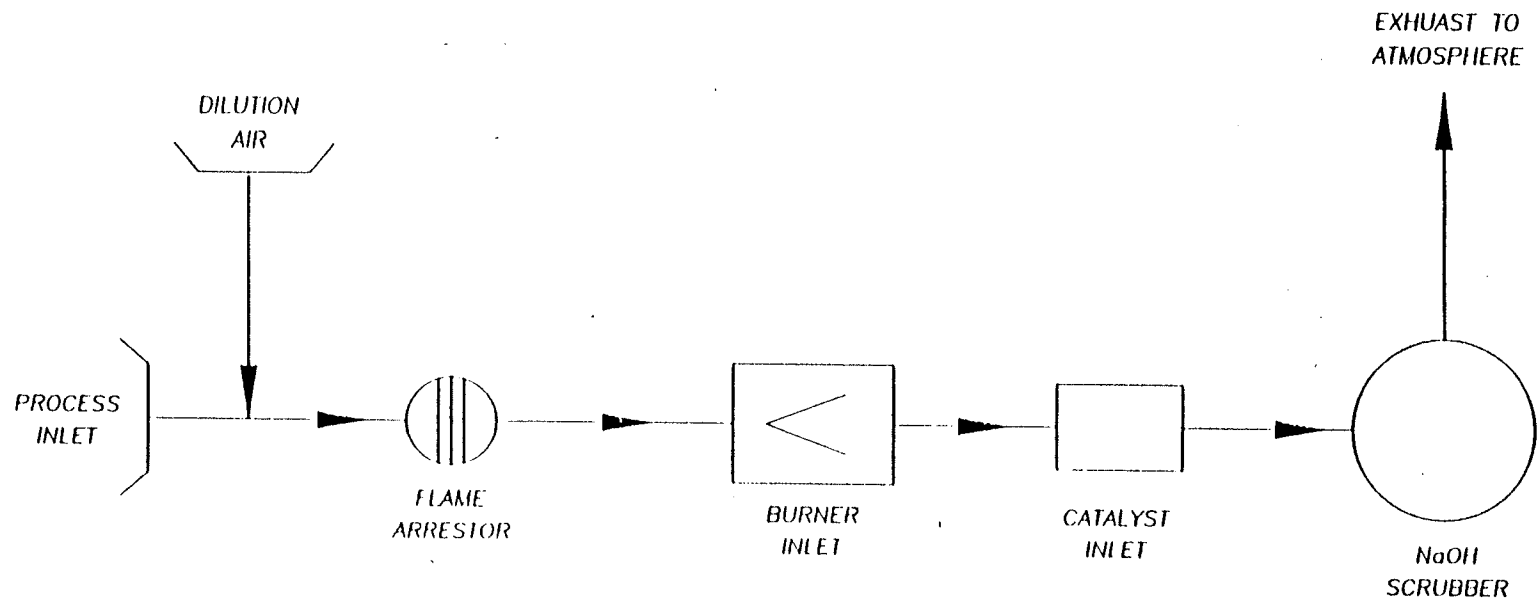 EXHUAST TO
ATMOSPHERE
DILUTION
AIR
PROCESS
INLET
FLAME
ARRESTOR
BURNER
INLET
CATALYST
INLET
NaOH
SCRUBBER